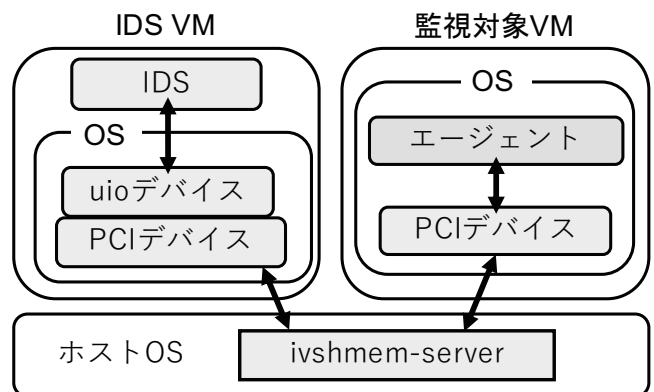 IDS VM
IDS
OS
uioデバイス
PCIデバイス
監視対象VM
OS
エージェント
PCIデバイス
ホストOS
ivshmem-server